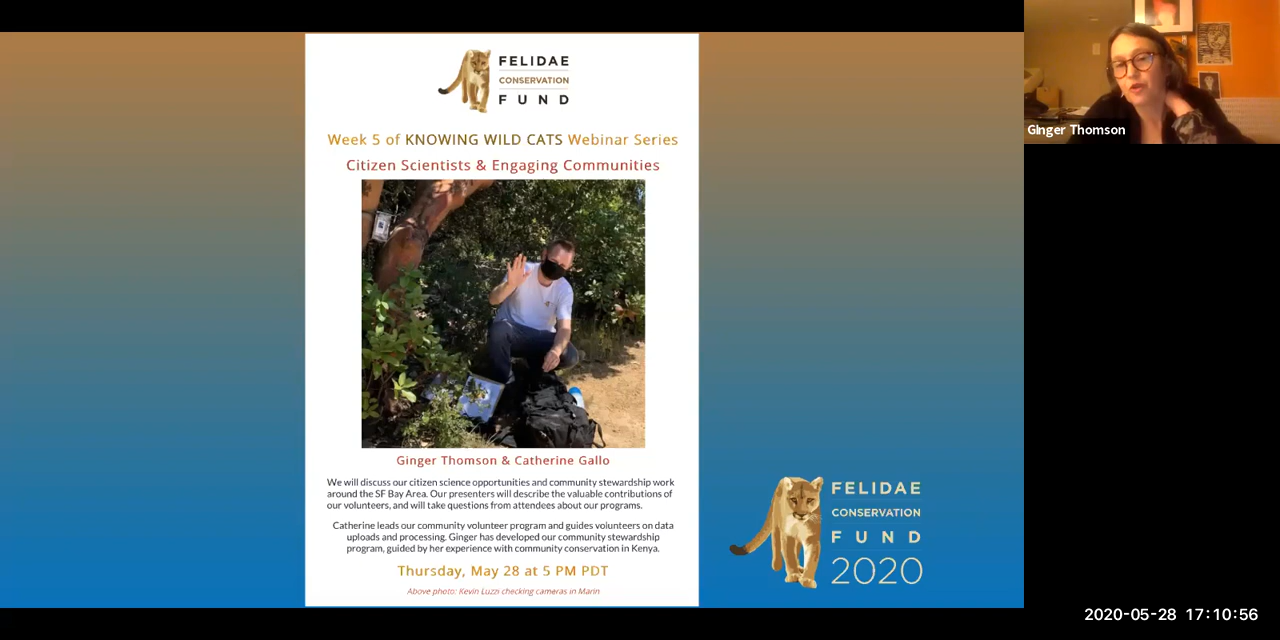 FELIDAE
CONSERVATION
FUND
Week 5 of KNOWING WILD CATS Webinar Series
Citizen Scientists & Engaging Communities
Ginger Thomson & Catherine Gallo
We will discuss our citizen science opportunities and community stewardship work
around the SF Bay Area. Our presenters will describe the valuable contributions of
our volunteers, and will take questions from attendees about our programs.
Catherine leads our community volunteer program and guides volunteers on data
uploads and processing. Ginger has developed our community stewardship
program, guided by her experience with community conservation in Kenya.
Thursday, May 28 at 5 PM PDT
Above photo: Kevin Luzzi checking cameras in Marin
FELIDAE
CONSERVATION
FUND
2020
Ginger Thomson
2020-05-28 17:10:56